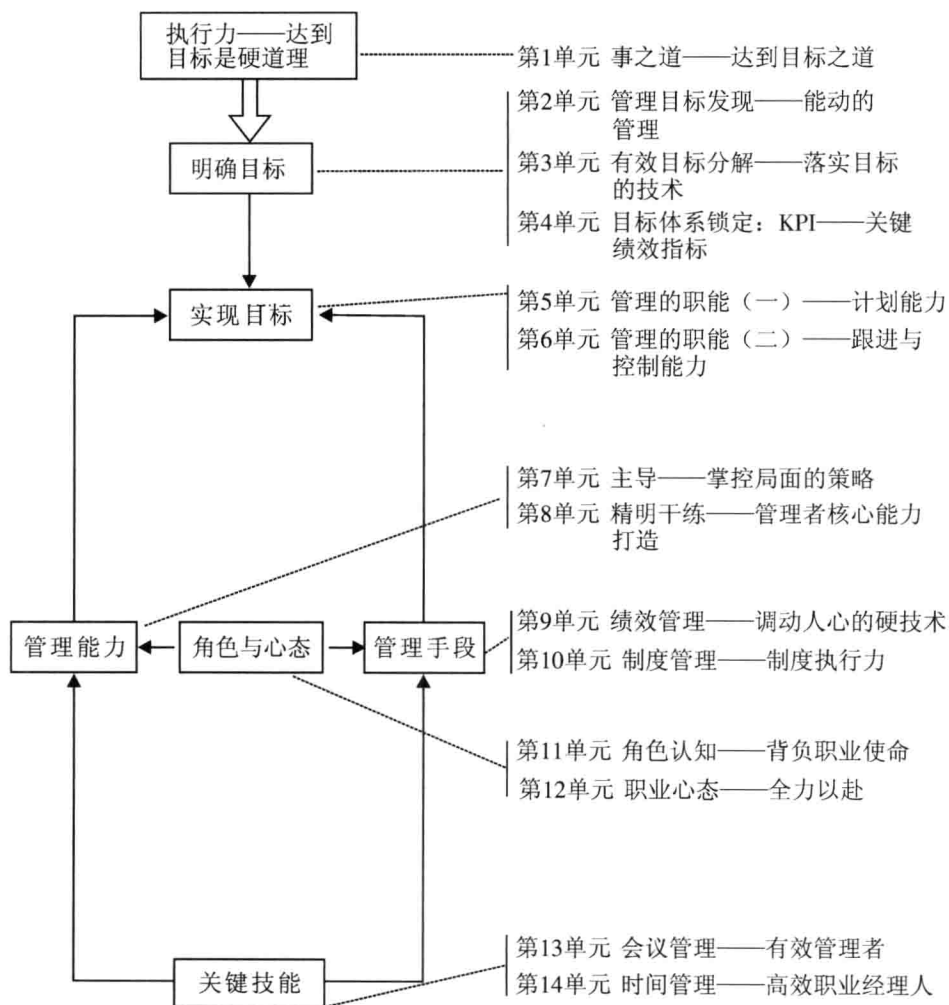 执行力——达到
目标是硬道理
第1单元 事之道——达到目标之道
第2单元 管理目标发现——能动的
管理
明确目标
第3单元 有效目标分解——落实目标
的技术
第4单元 目标体系锁定：KPI——关键
绩效指标
实现目标
第5单元 管理的职能（一）——计划能力
第6单元 管理的职能（二）——跟进与
控制能力
第7单元 主导——掌控局面的策略
第8单元 精明干练——管理者核心能力
打造
管理能力
角色与心态
管理手段
第9单元 绩效管理——调动人心的硬技术
第10单元 制度管理——制度执行力
第11单元 角色认知——背负职业使命
第12单元 职业心态——全力以赴
关键技能
第13单元 会议管理——有效管理者
第14单元 时间管理——高效职业经理人